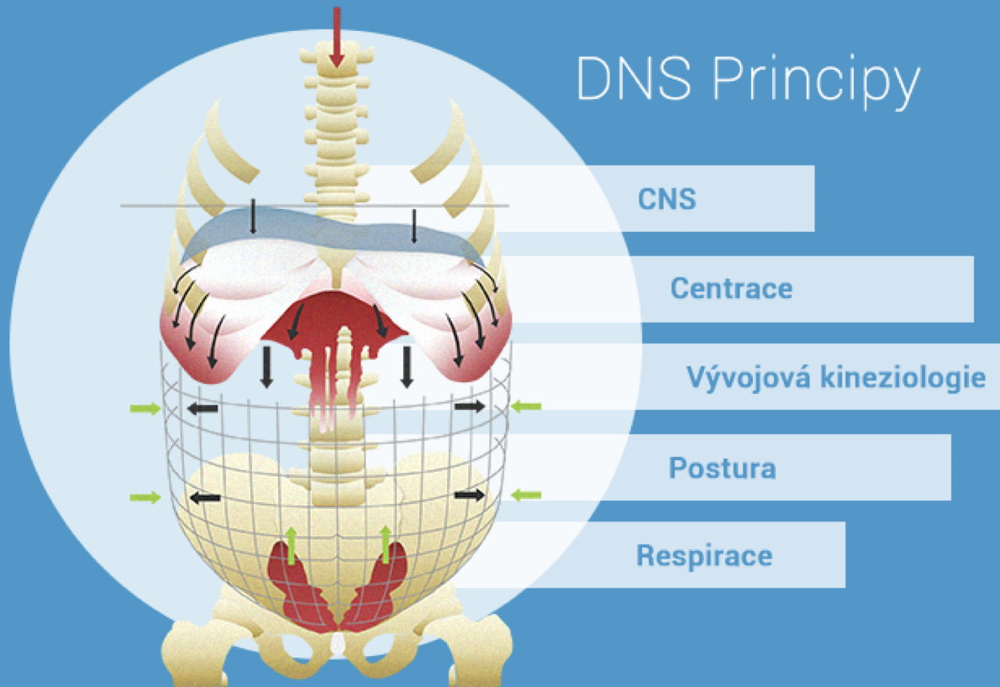 DNS Principy
CNS
Centrace
Vývojová kineziologie
Postura
Respirace